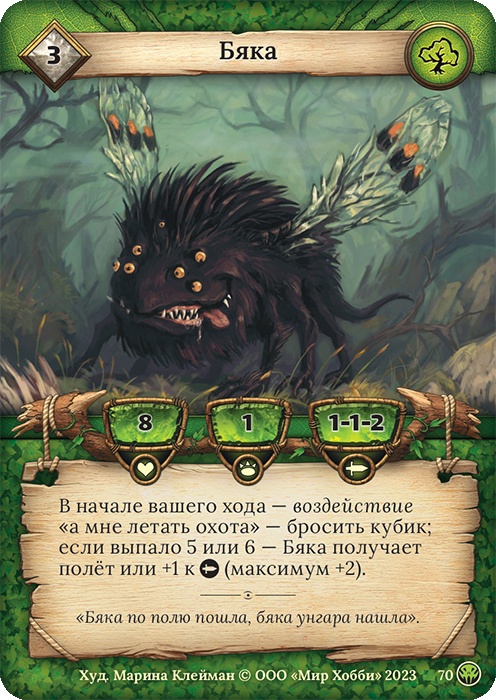 3
Бяка
8
1
1-1-2
В начале вашего хода — воздействие
«а мне летать охота» — бросить кубик;
если выпало 5 или 6 — Бяка получает
полёт или +1 к (максимум +2).
«Бяка по полю пошла, бяка унгара нашла».
Худ. Марина Клейман © ООО «Мир Хобби» 2023
70